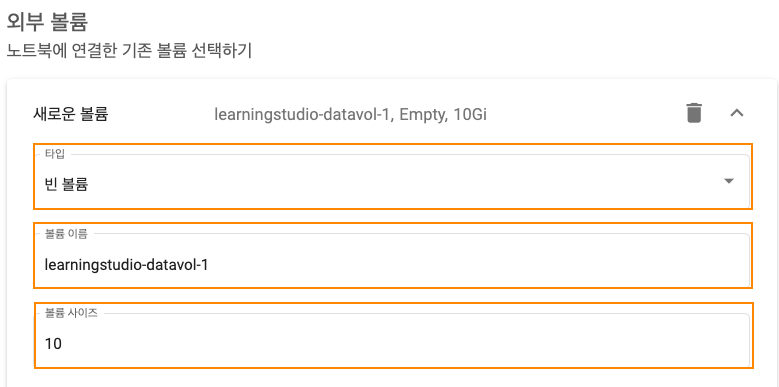 외부 볼륨
노트북에 연결한 기존 볼륨 선택하기
새로운 볼륨 learningstudio-datavol-1, Empty, 10Gi
타입
빈 볼륨
볼륨 이름
learningstudio-datavol-1
볼륨 사이즈
10